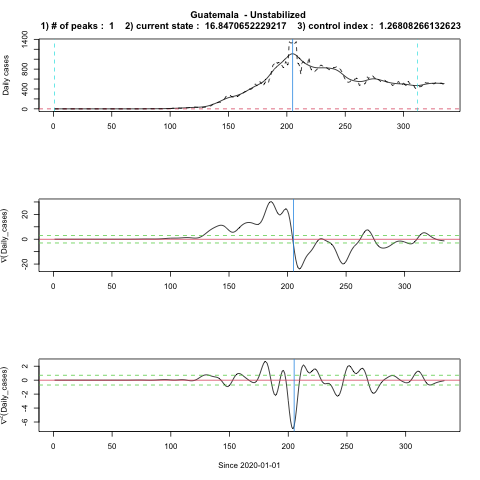 Guatemala - Unstabilized
1) # of peaks : 1 2) current state : 16.8470652229217 3) control index : 1.26808266132623
Daily cases
0 400 800 1400
0 50 100 150 200 250 300
∇(Daily_cases)
-20 0 20
0 50 100 150 200 250 300
∇²(Daily_cases)
-6 -4 -2 0 2
0 50 100 150 200 250 300
Since 2020-01-01